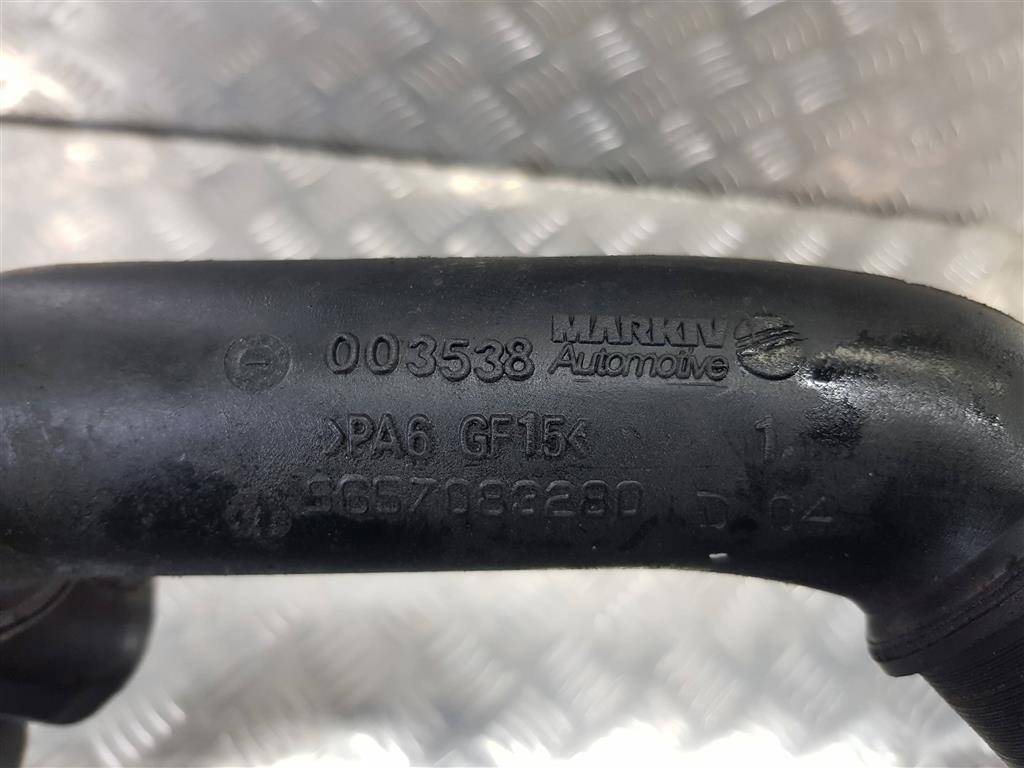 003538 MARKIV
Automotive
>PA6 GF15<
1
9657083280 D 04